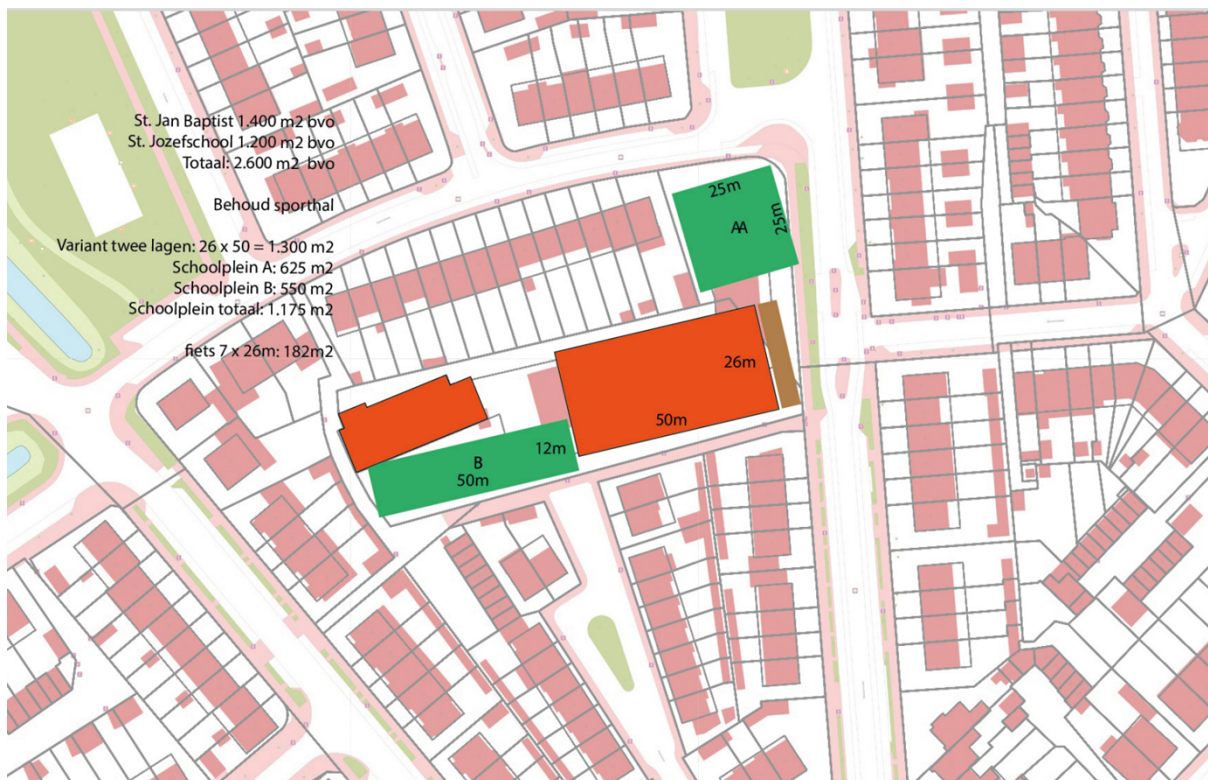 St. Jan Baptist 1.400 m2 bvo
St. Jozefschool 1.200 m2 bvo
Totaal: 2.600 m2 bvo
Behoud sporthal
Variant twee lagen: 26 x 50 = 1.300 m2
Schoolplein A: 625 m2
Schoolplein B: 550 m2
Schoolplein totaal: 1.175 m2
fiets 7 x 26m: 182m2
25m
25m
AA
26m
50m
12m
B
50m